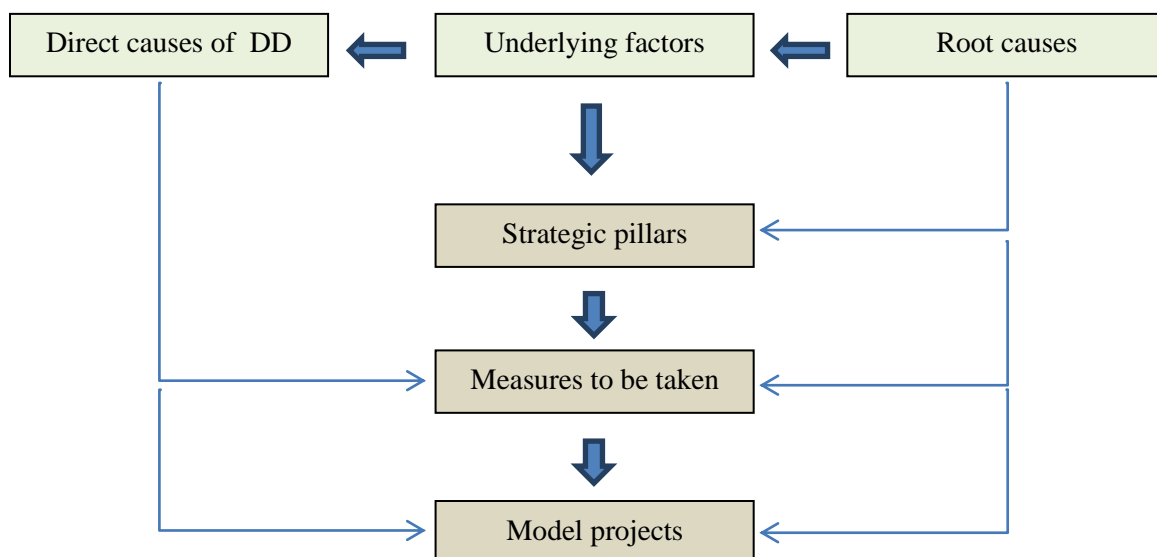 Direct causes of  DD
Underlying factors
Root causes
Strategic pillars
Measures to be taken
Model projects